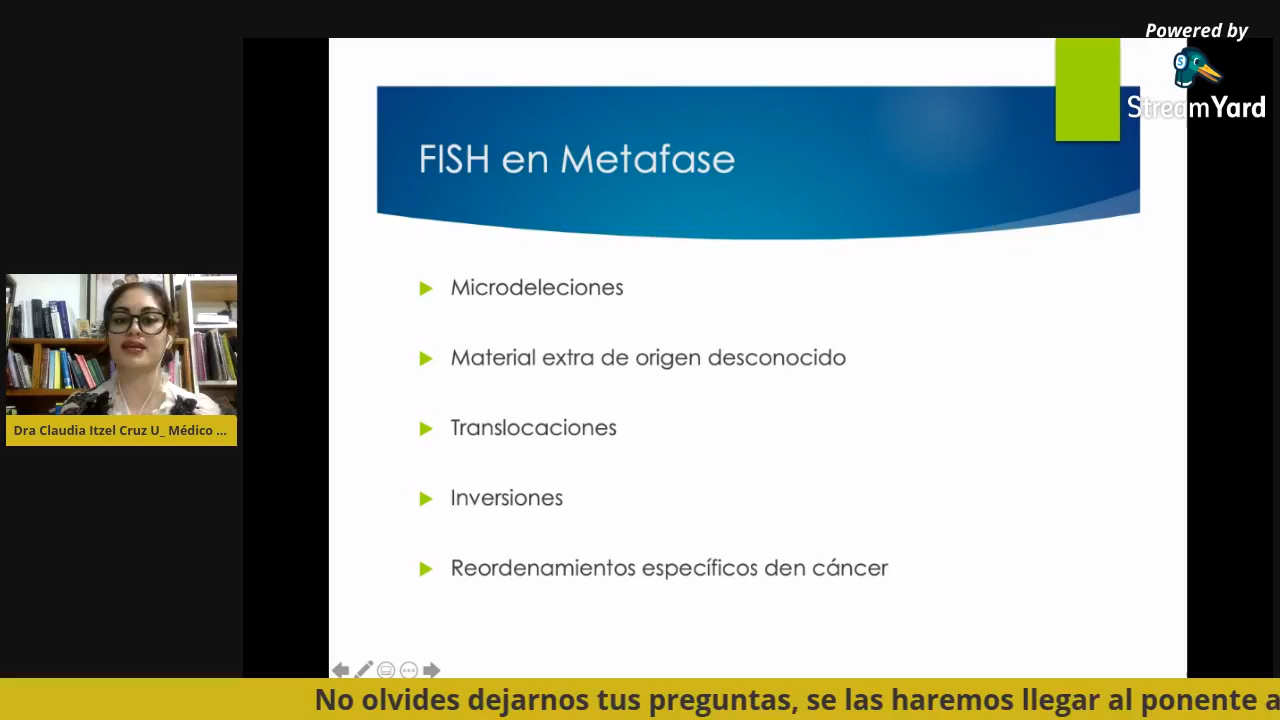 Powered by
StreamYard
FISH en Metafase
Microdeleciones
Material extra de origen desconocido
Translocaciones
Inversiones
Reordenamientos específicos den cáncer
Dra Claudia Itzel Cruz U_ Médico ...
No olvides dejarnos tus preguntas, se las haremos llegar al ponente a